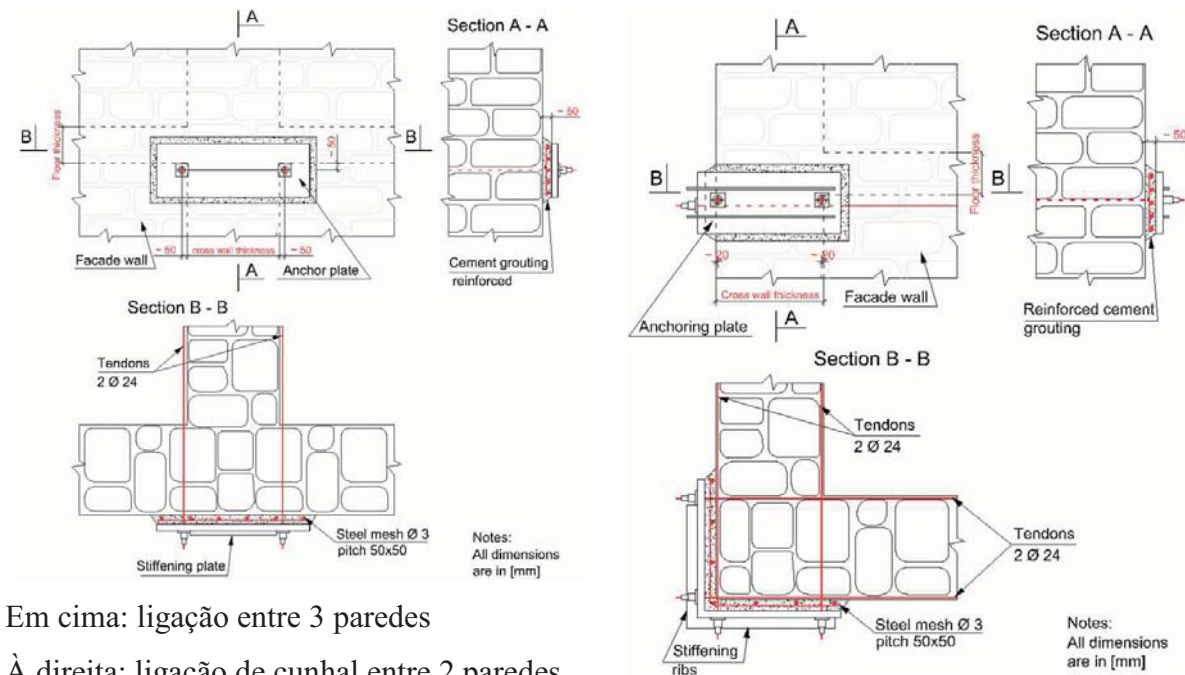 A
Section A - A
~ 50
B
B
Floor thickness
~ 50
~ 50
cross wall thickness
~ 50
Facade wall
A
Anchor plate
Cement grouting
reinforced
Section B - B
Tendons
2 Ø 24
Steel mesh Ø 3
pitch 50x50
Stiffening plate
Notes:
All dimensions
are in [mm]
Em cima: ligação entre 3 paredes
À direita: ligação de cunhal entre 2 paredes
A
Section A - A
~ 50
B
B
Floor thickness
~ 20
~ 20
Cross wall thickness
Facade wall
Anchoring plate
A
Reinforced cement
grouting
Section B - B
Tendons
2 Ø 24
Tendons
2 Ø 24
Steel mesh Ø 3
pitch 50x50
Stiffening
ribs
Notes:
All dimensions
are in [mm]